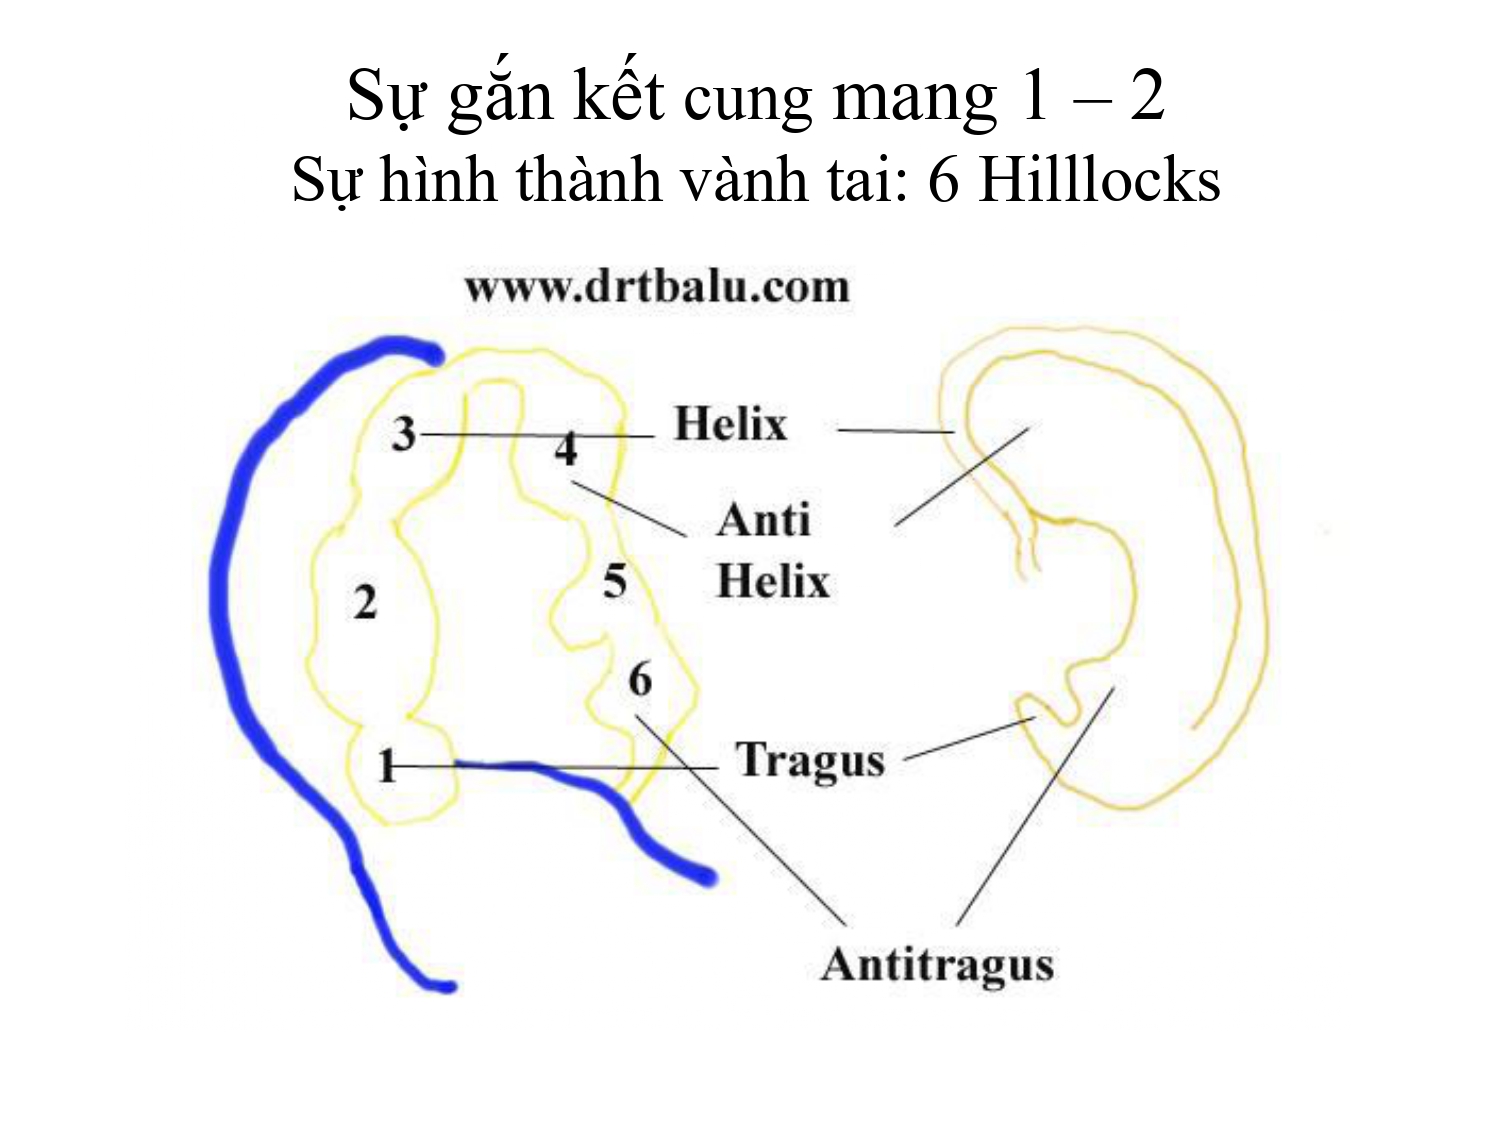 Sự gắn kết cung mang 1 – 2
Sự hình thành vành tai: 6 Hilllocks
www.drtbalu.com
3
Helix
4
Anti
Helix
5
2
6
1
Tragus
Antitragus